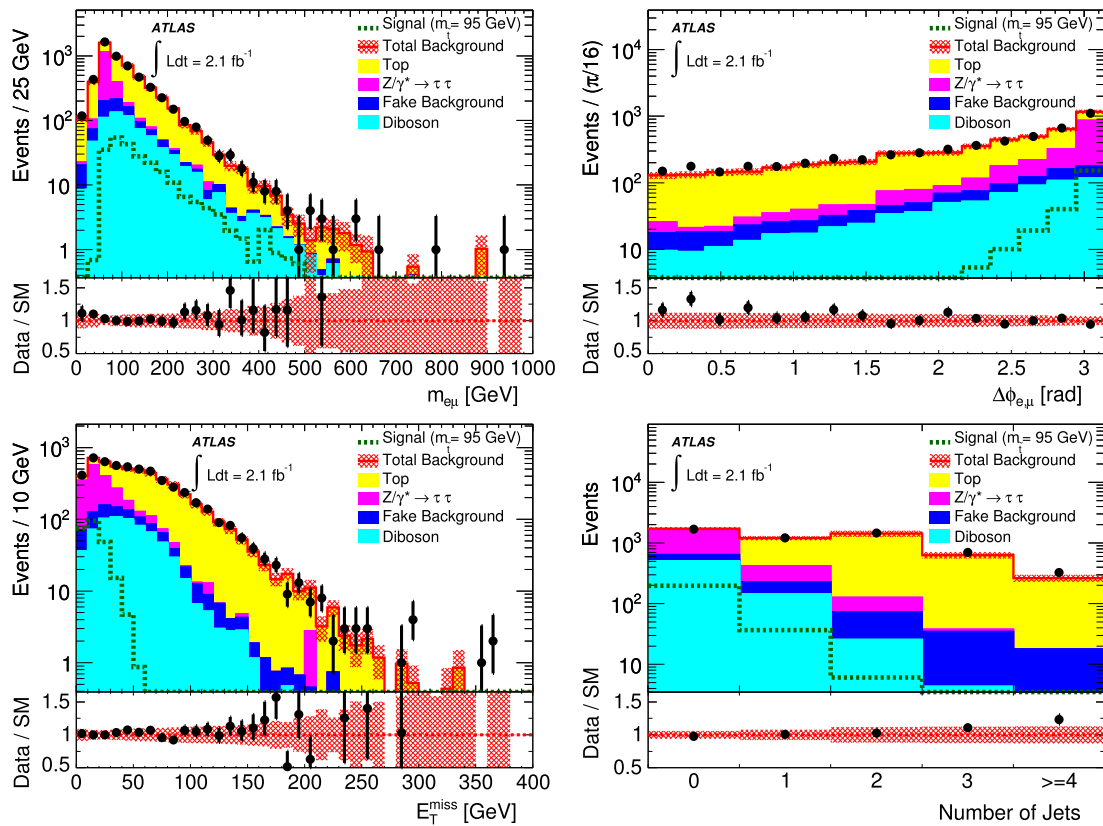 ATLAS
∫ Ldt = 2.1 fb⁻¹
Signal (m_t̃ = 95 GeV)
Total Background
Top
Z/γ* → τ τ
Fake Background
Diboson
Events / 25 GeV
10³
10²
10
1
Data / SM
1.5
1
0.5
0 100 200 300 400 500 600 700 800 900 1000
m_eμ [GeV]
ATLAS
∫ Ldt = 2.1 fb⁻¹
Signal (m_t̃ = 95 GeV)
Total Background
Top
Z/γ* → τ τ
Fake Background
Diboson
Events / (π/16)
10⁴
10³
10²
10
Data / SM
1.5
1
0.5
0 0.5 1 1.5 2 2.5 3
Δϕ_e,μ [rad]
ATLAS
∫ Ldt = 2.1 fb⁻¹
Signal (m_t̃ = 95 GeV)
Total Background
Top
Z/γ* → τ τ
Fake Background
Diboson
Events / 10 GeV
10³
10²
10
1
Data / SM
1.5
1
0.5
0 50 100 150 200 250 300 350 400
E_T^miss [GeV]
ATLAS
∫ Ldt = 2.1 fb⁻¹
Signal (m_t̃ = 95 GeV)
Total Background
Top
Z/γ* → τ τ
Fake Background
Diboson
Events
10⁴
10³
10²
10
Data / SM
1.5
1
0.5
0 1 2 3 >=4
Number of Jets